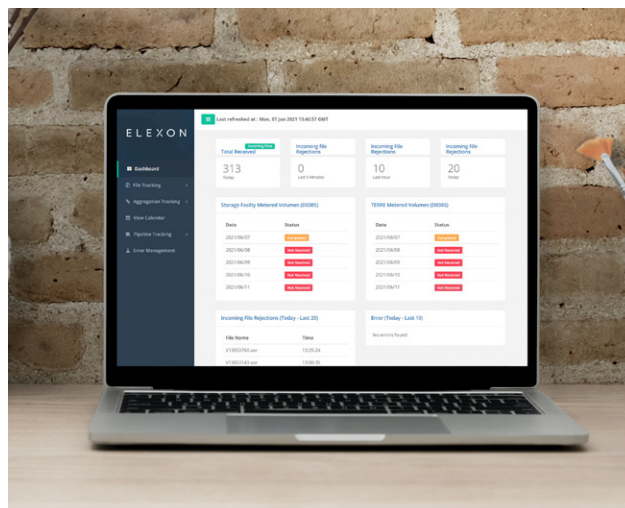 ELEXON
Last refreshed at : Mon, 07 Jun 2021 13:40:57 GMT
Dashboard
File Tracking
Aggregation Tracking
View Calendar
Pipeline Tracking
Error Management
Incoming Files
Total Received
313
Today
Incoming File
Rejections
0
Last 5 Minutes
Incoming File
Rejections
10
Last Hour
Incoming File
Rejections
20
Today
Storage Facility Metered Volumes (D0385)
Date Status
2021/06/07 Completed
2021/06/08 Not Received
2021/06/09 Not Received
2021/06/10 Not Received
2021/06/11 Not Received
TERRE Metered Volumes (D0385)
Date Status
2021/06/07 Completed
2021/06/08 Not Received
2021/06/09 Not Received
2021/06/10 Not Received
2021/06/11 Not Received
Incoming File Rejections (Today - Last 20)
File Name Time
13:25:24
13:00:35
Error (Today - Last 10)
No errors found